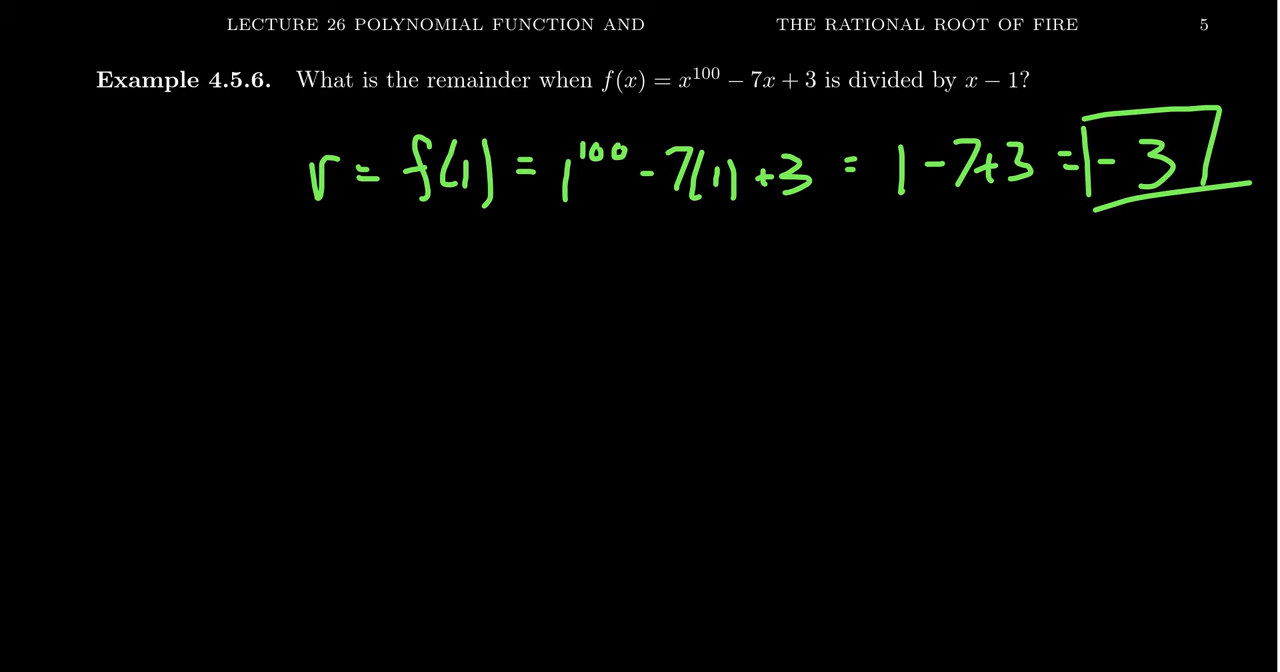 LECTURE 26 POLYNOMIAL FUNCTION AND THE RATIONAL ROOT OF FIRE 5
Example 4.5.6. What is the remainder when f(x) = x^100 − 7x + 3 is divided by x − 1?
r = f(1) = 1^100 - 7(1) + 3 = 1 - 7 + 3 = - 3